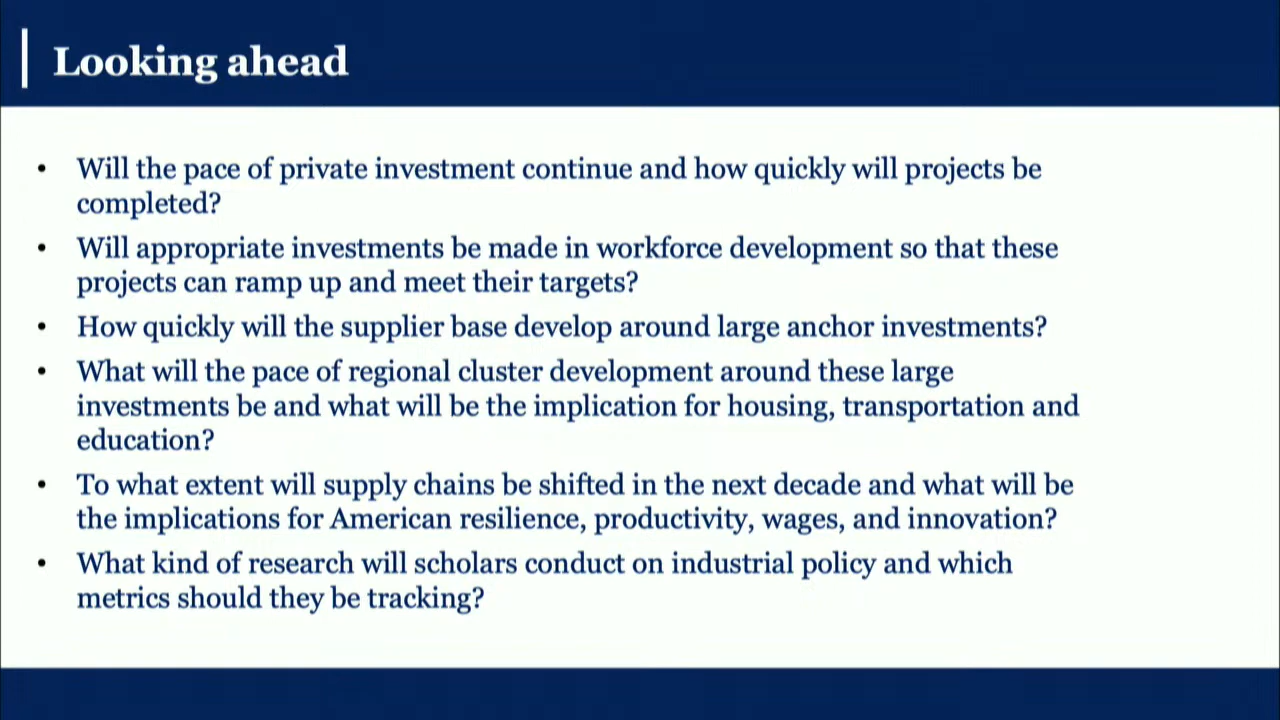 Looking ahead
• Will the pace of private investment continue and how quickly will projects be
completed?
• Will appropriate investments be made in workforce development so that these
projects can ramp up and meet their targets?
• How quickly will the supplier base develop around large anchor investments?
• What will the pace of regional cluster development around these large
investments be and what will be the implication for housing, transportation and
education?
• To what extent will supply chains be shifted in the next decade and what will be
the implications for American resilience, productivity, wages, and innovation?
• What kind of research will scholars conduct on industrial policy and which
metrics should they be tracking?